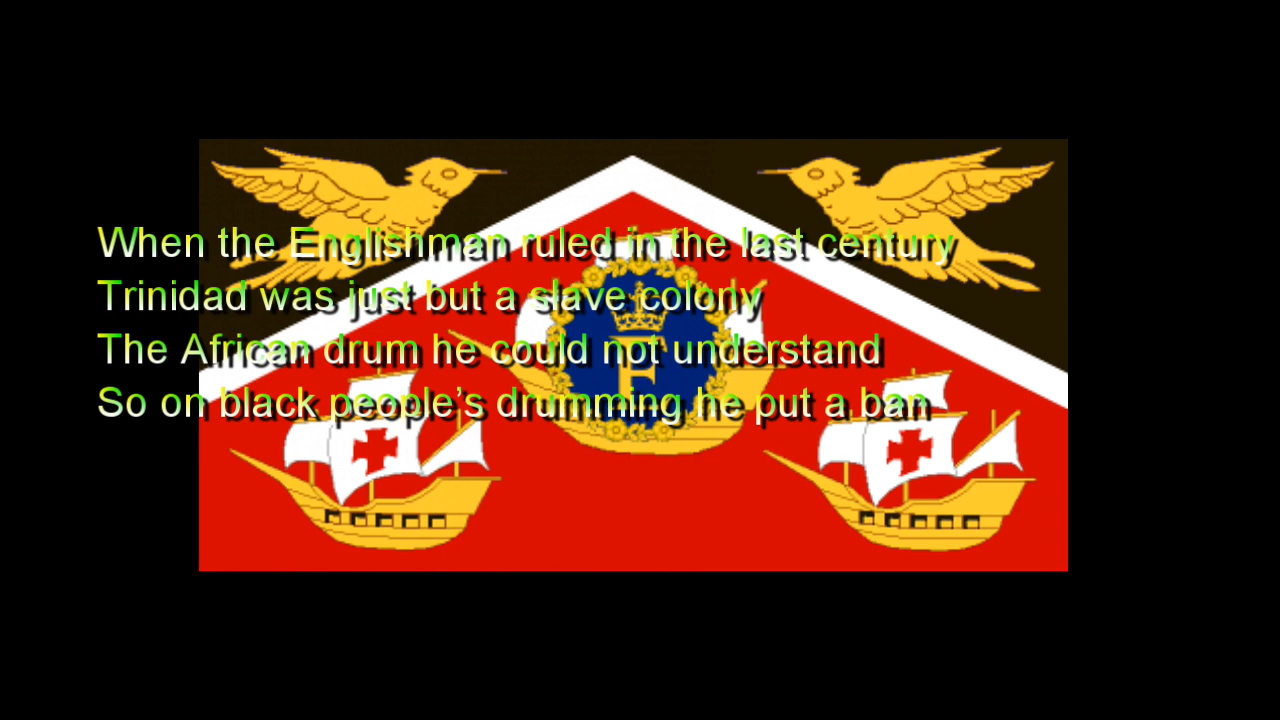 When the Englishman ruled in the last century
Trinidad was just but a slave colony
The African drum he could not understand
So on black people’s drumming he put a ban
E